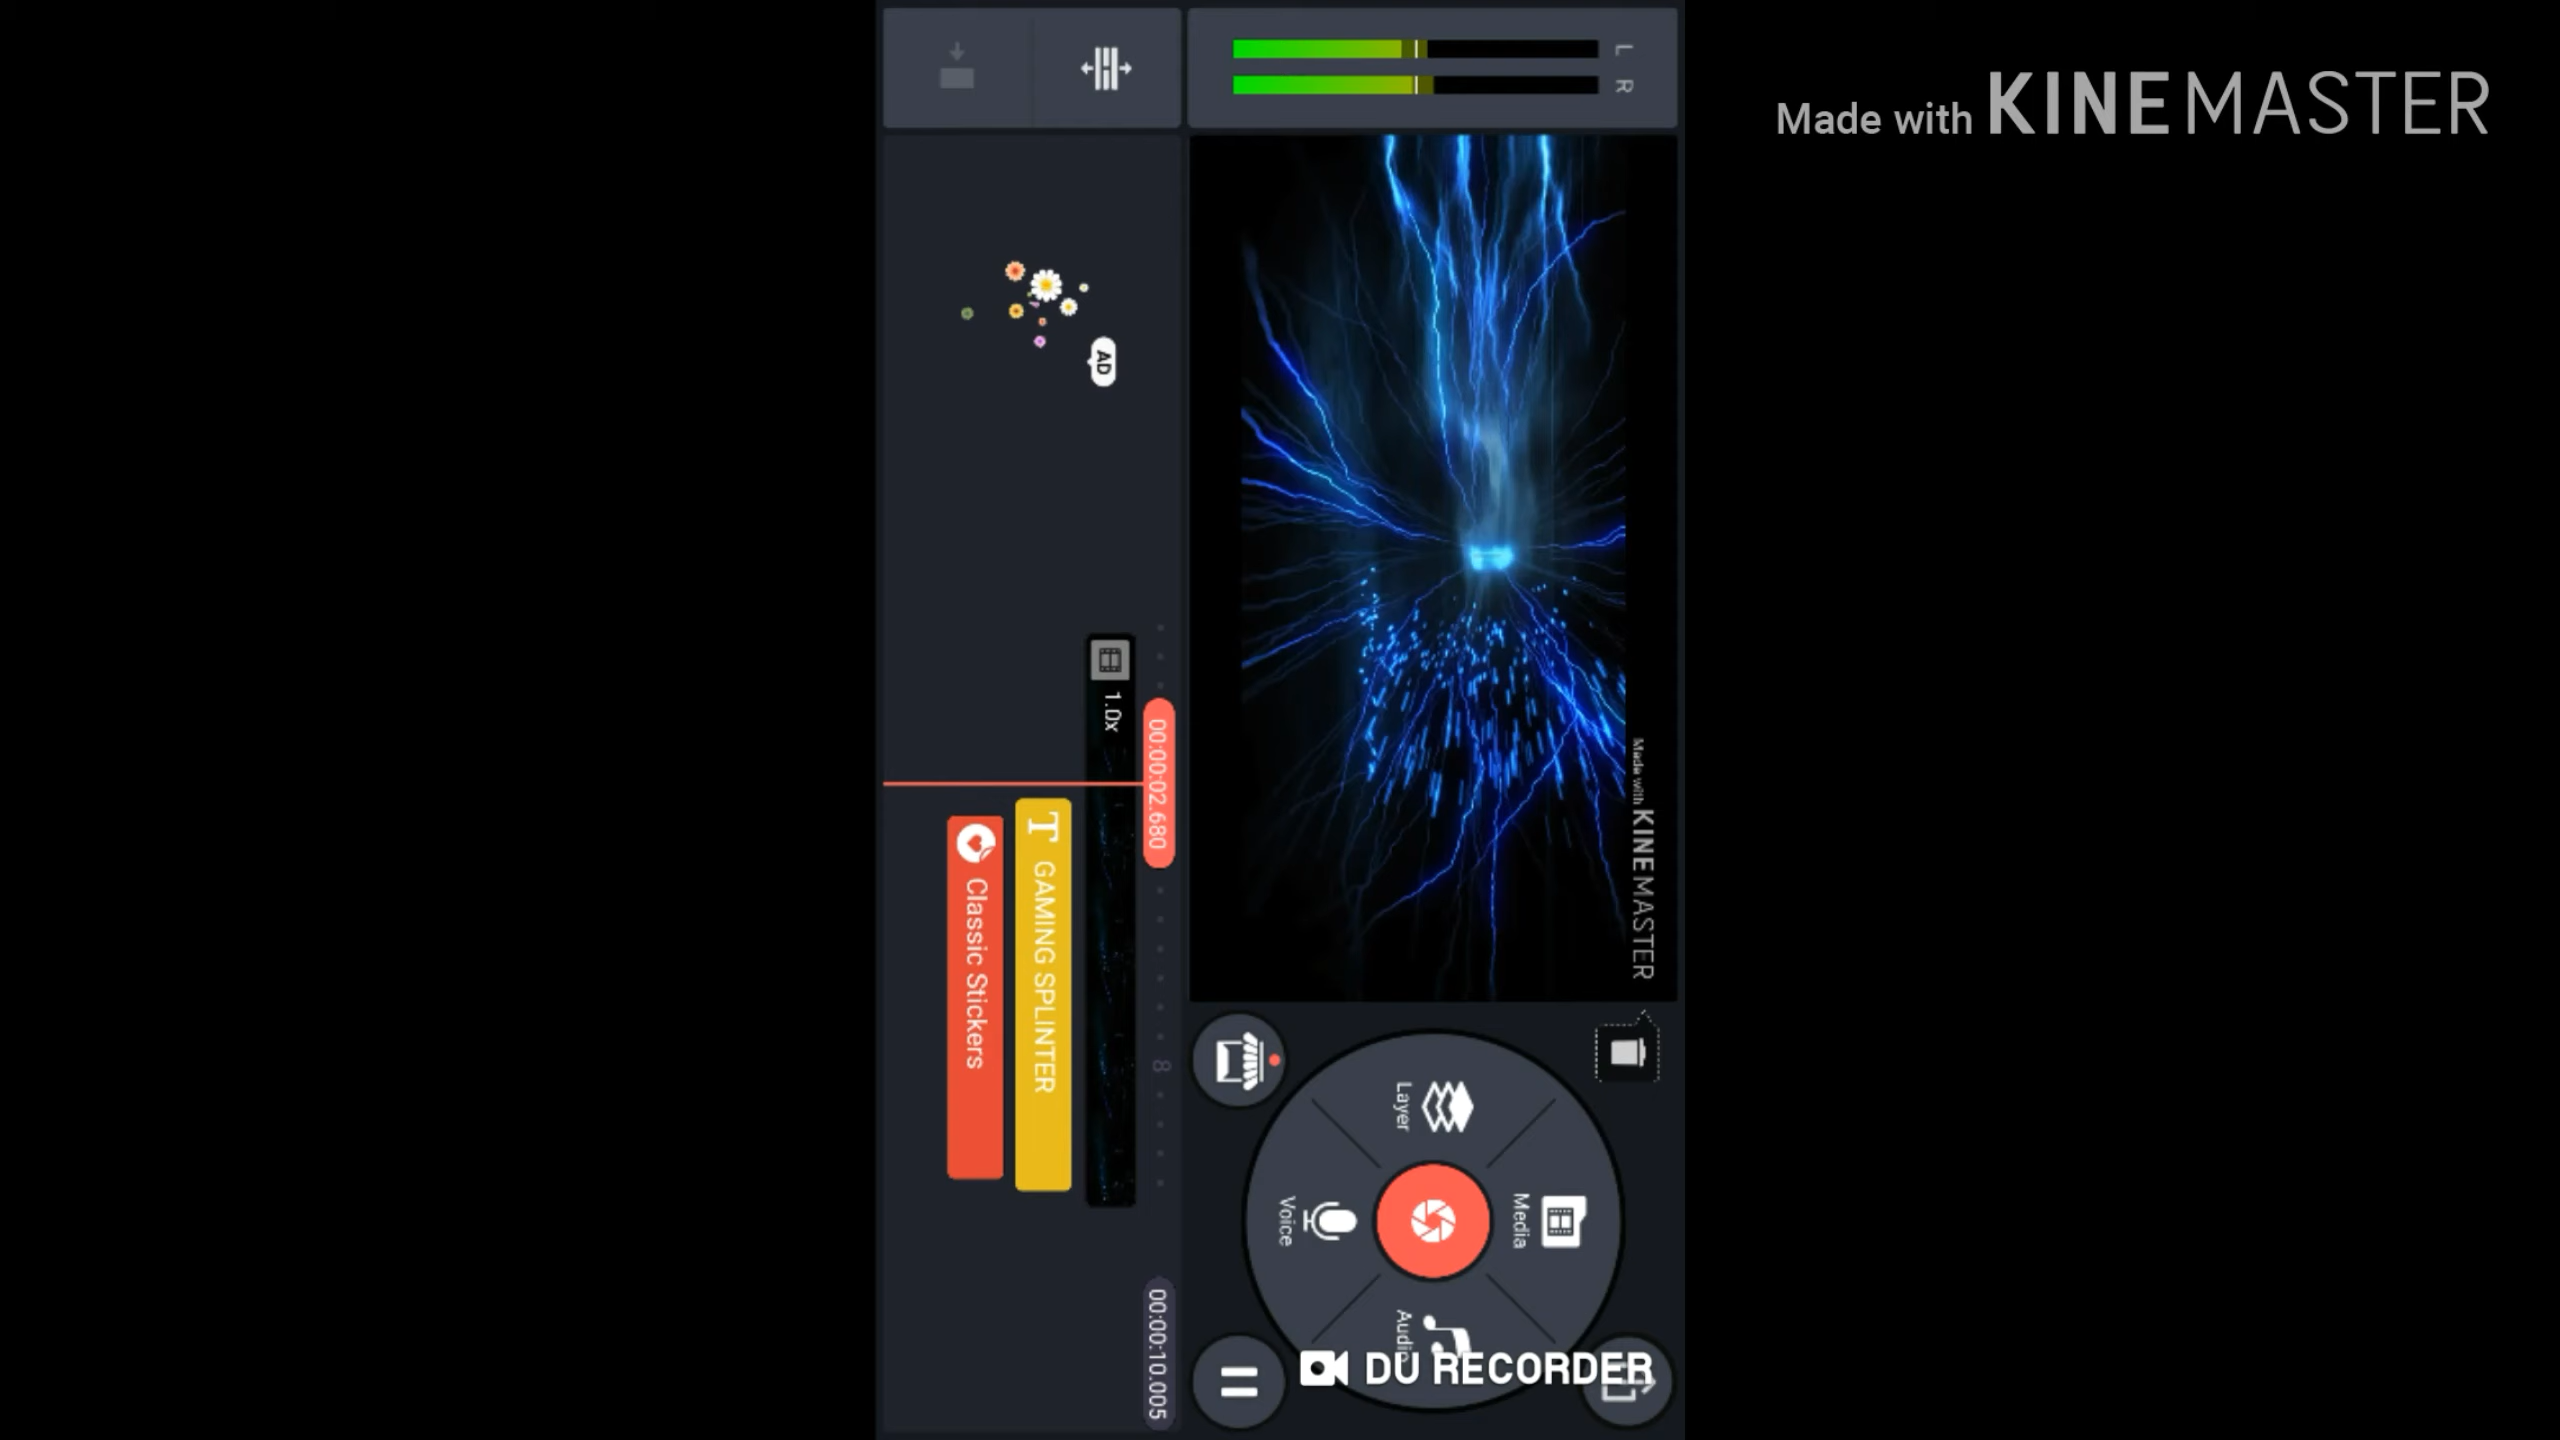 Made with KINEMASTER
L
R
Made with KINEMASTER
AD
1.0x
00:00:02.680
8
T GAMING SPLINTER
Classic Stickers
00:00:10.005
Media
Layer
Voice
Audio
DU RECORDER